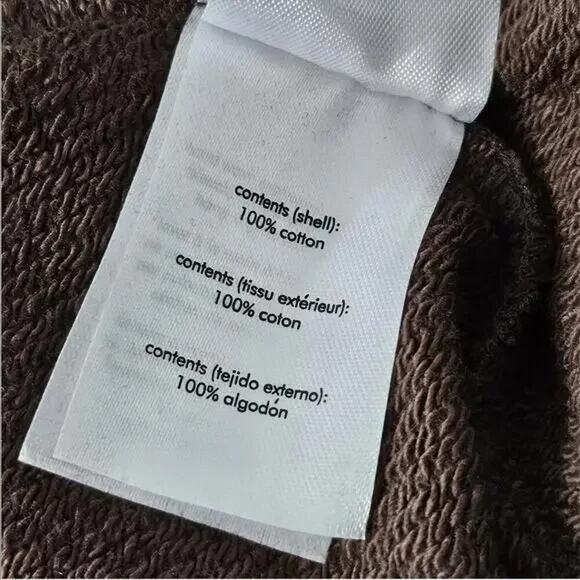 contents (shell):
100% cotton
contents (tissu extérieur):
100% coton
contents (tejido externo):
100% algodón